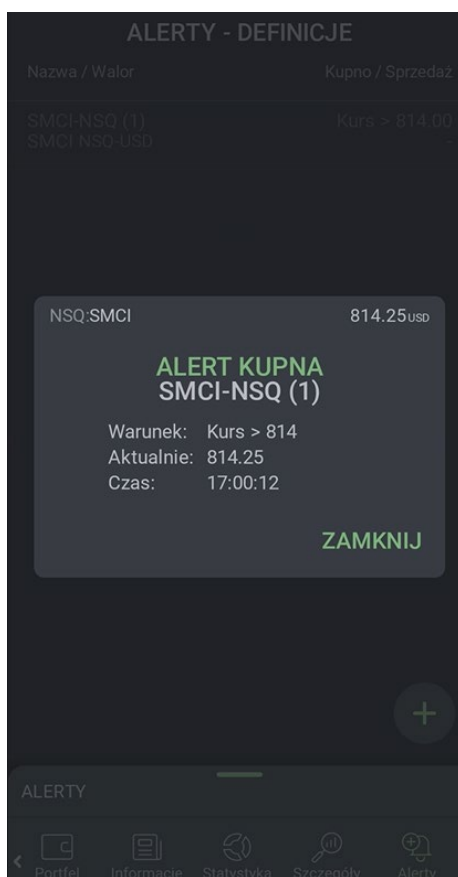 ALERTY - DEFINICJE
Nazwa / Walor Kupno / Sprzedaż
SMCI-NSQ (1) Kurs > 814.00
SMCI NSQ-USD -
NSQ:SMCI 814.25 USD
ALERT KUPNA
SMCI-NSQ (1)
Warunek: Kurs > 814
Aktualnie: 814.25
Czas: 17:00:12
ZAMKNIJ
+
ALERTY
Portfel Informacje Statystyka Szczegóły Alerty